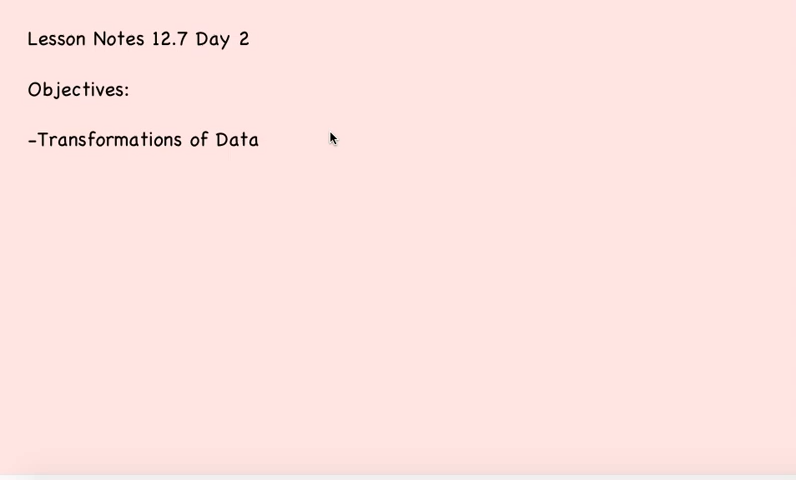 Lesson Notes 12.7 Day 2
Objectives:
-Transformations of Data